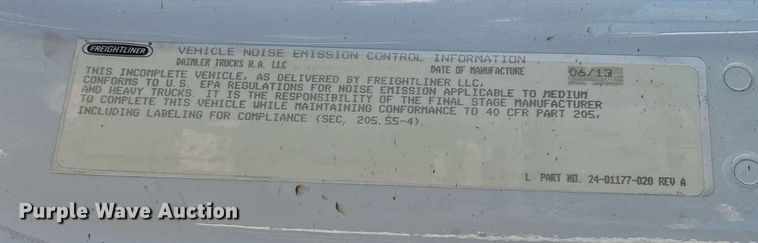 FREIGHTLINER
VEHICLE NOISE EMISSION CONTROL INFORMATION
DAIMLER TRUCKS N.A. LLC DATE OF MANUFACTURE 06/13
THIS INCOMPLETE VEHICLE, AS DELIVERED BY FREIGHTLINER LLC,
CONFORMS TO U.S. EPA REGULATIONS FOR NOISE EMISSION APPLICABLE TO MEDIUM
AND HEAVY TRUCKS. IT IS THE RESPONSIBILITY OF THE FINAL STAGE MANUFACTURER
TO COMPLETE THIS VEHICLE WHILE MAINTAINING CONFORMANCE TO 40 CFR PART 205,
INCLUDING LABELING FOR COMPLIANCE (SEC, 205.55-4).
L PART NO. 24-01177-020 REV A
Purple Wave Auction